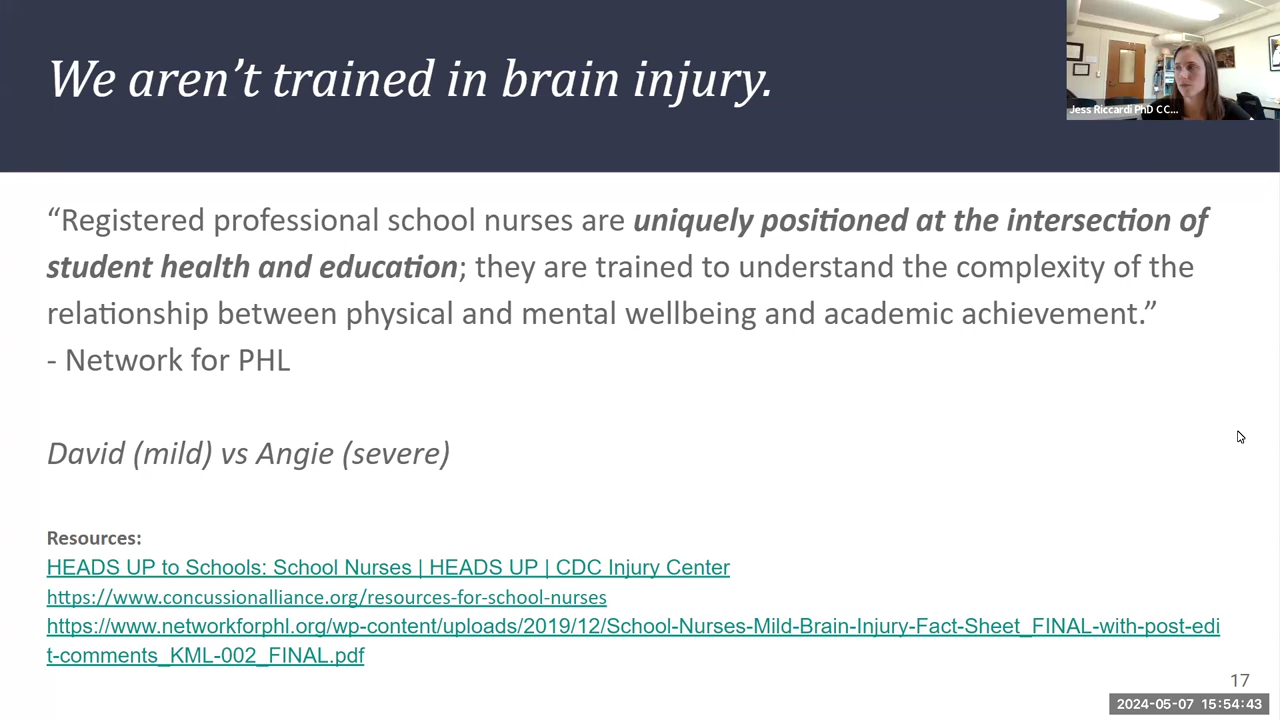 We aren’t trained in brain injury.
Jess Riccardi PhD CC...
“Registered professional school nurses are uniquely positioned at the intersection of
student health and education; they are trained to understand the complexity of the
relationship between physical and mental wellbeing and academic achievement.”
- Network for PHL
David (mild) vs Angie (severe)
Resources:
HEADS UP to Schools: School Nurses | HEADS UP | CDC Injury Center
https://www.concussionalliance.org/resources-for-school-nurses
https://www.networkforphl.org/wp-content/uploads/2019/12/School-Nurses-Mild-Brain-Injury-Fact-Sheet_FINAL-with-post-edi
t-comments_KML-002_FINAL.pdf
17
2024-05-07 15:54:43